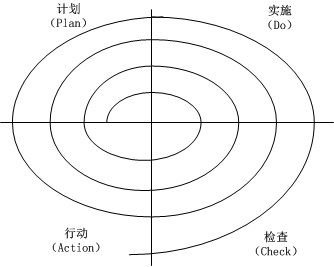 计划
（Plan）
实施
（Do）
行动
（Action）
检查
（Check）